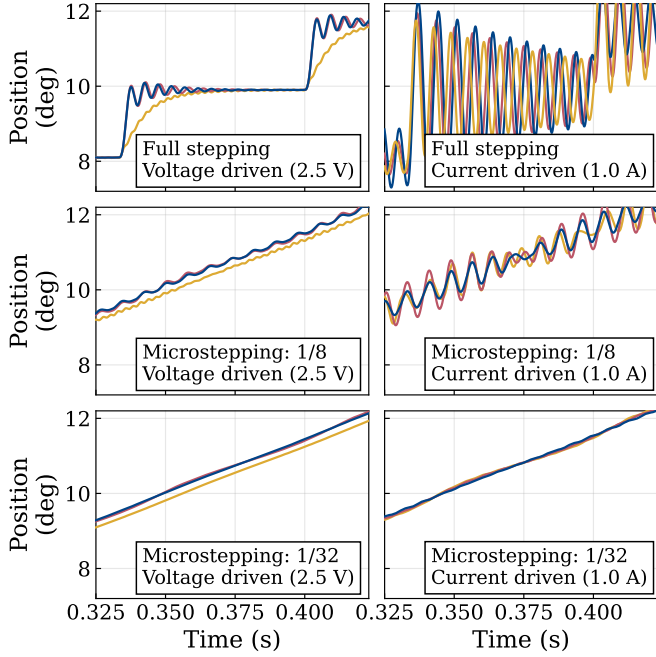 12
10
8
Position
(deg)
Full stepping
Voltage driven (2.5 V)
Full stepping
Current driven (1.0 A)
12
10
8
Position
(deg)
Microstepping: 1/8
Voltage driven (2.5 V)
Microstepping: 1/8
Current driven (1.0 A)
12
10
8
Position
(deg)
Microstepping: 1/32
Voltage driven (2.5 V)
Microstepping: 1/32
Current driven (1.0 A)
0.325 0.350 0.375 0.400
0.325 0.350 0.375 0.400
Time (s)
Time (s)